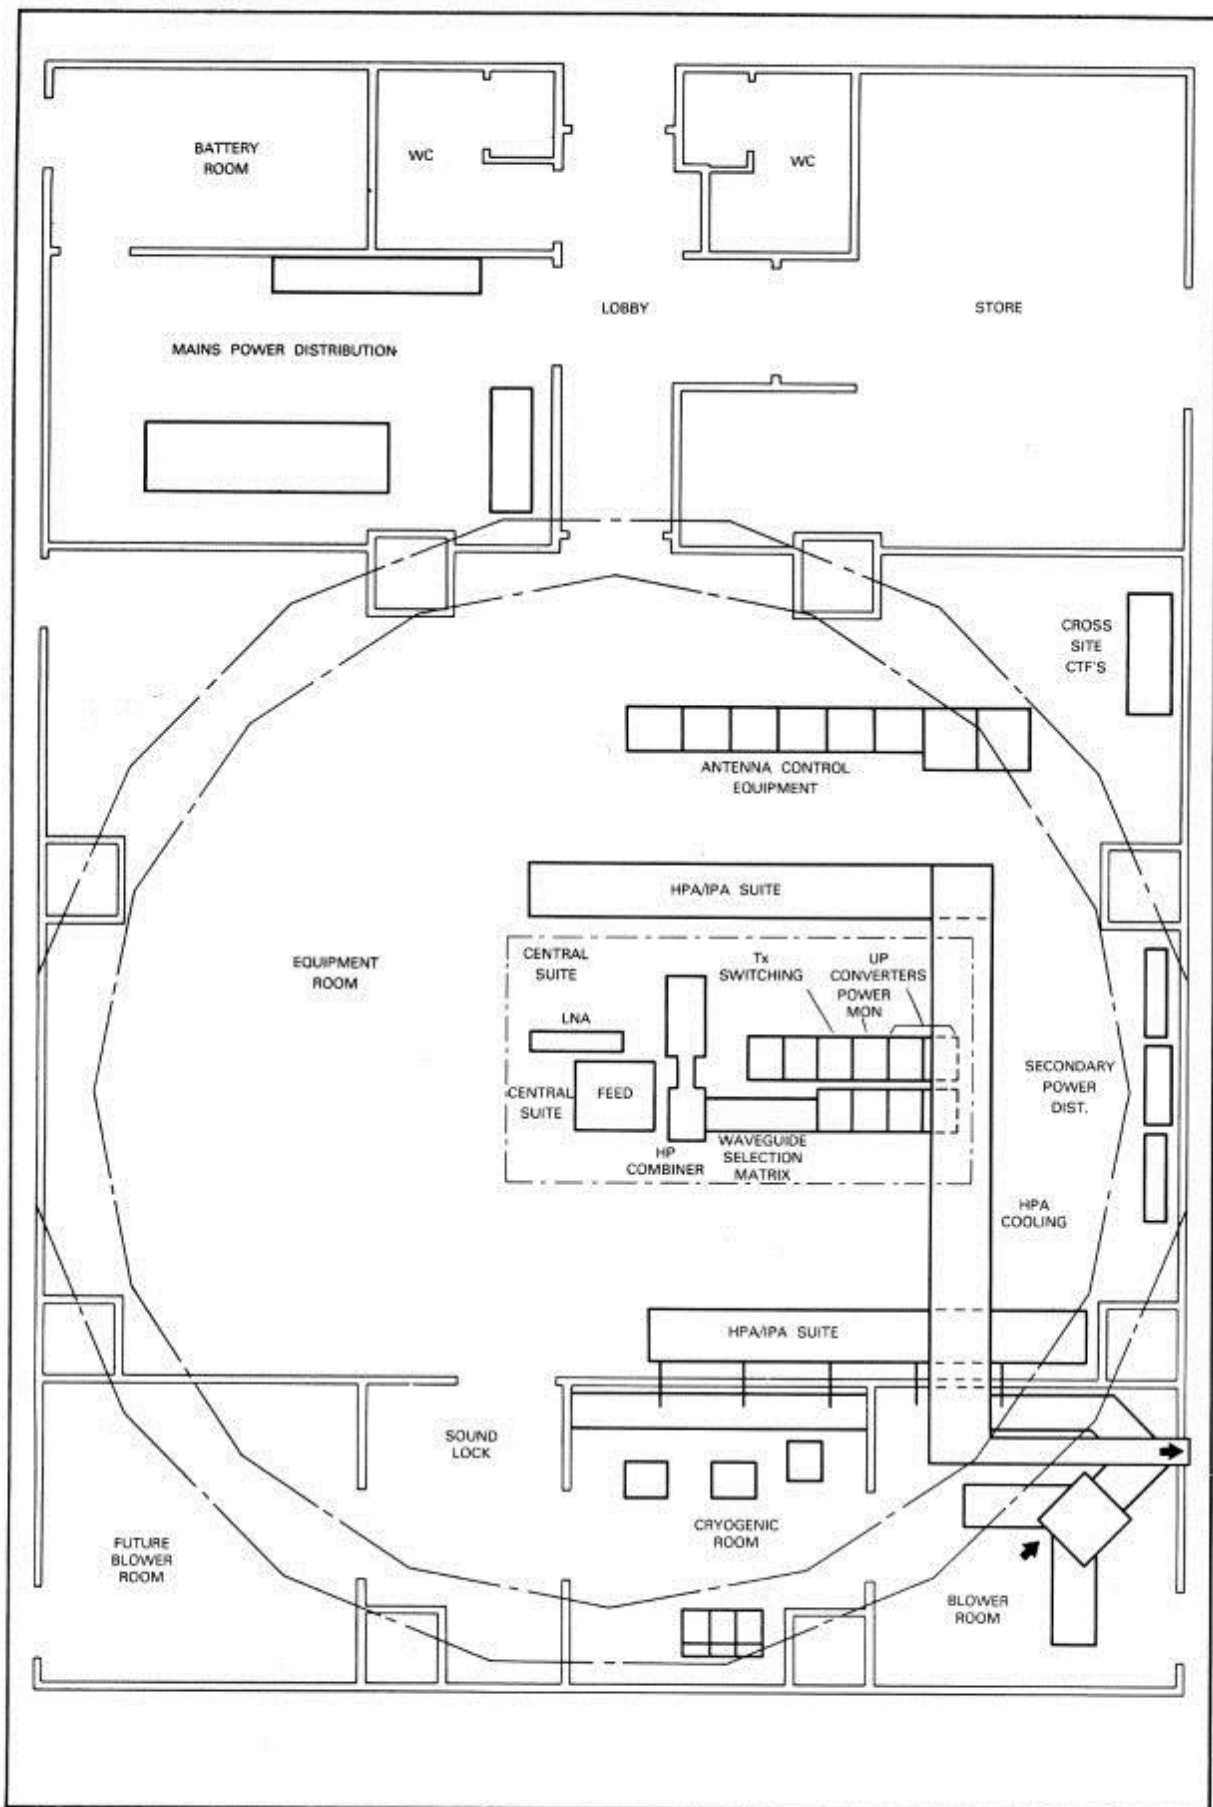 BATTERY
ROOM
WC
WC
LOBBY
STORE
MAINS POWER DISTRIBUTION
CROSS
SITE
CTF'S
ANTENNA CONTROL
EQUIPMENT
HPA/IPA SUITE
EQUIPMENT
ROOM
CENTRAL
SUITE
Tx
SWITCHING
UP
CONVERTERS
POWER
MON
LNA
CENTRAL
SUITE
FEED
SECONDARY
POWER
DIST.
HP
COMBINER
WAVEGUIDE
SELECTION
MATRIX
HPA
COOLING
HPA/IPA SUITE
SOUND
LOCK
CRYOGENIC
ROOM
FUTURE
BLOWER
ROOM
BLOWER
ROOM